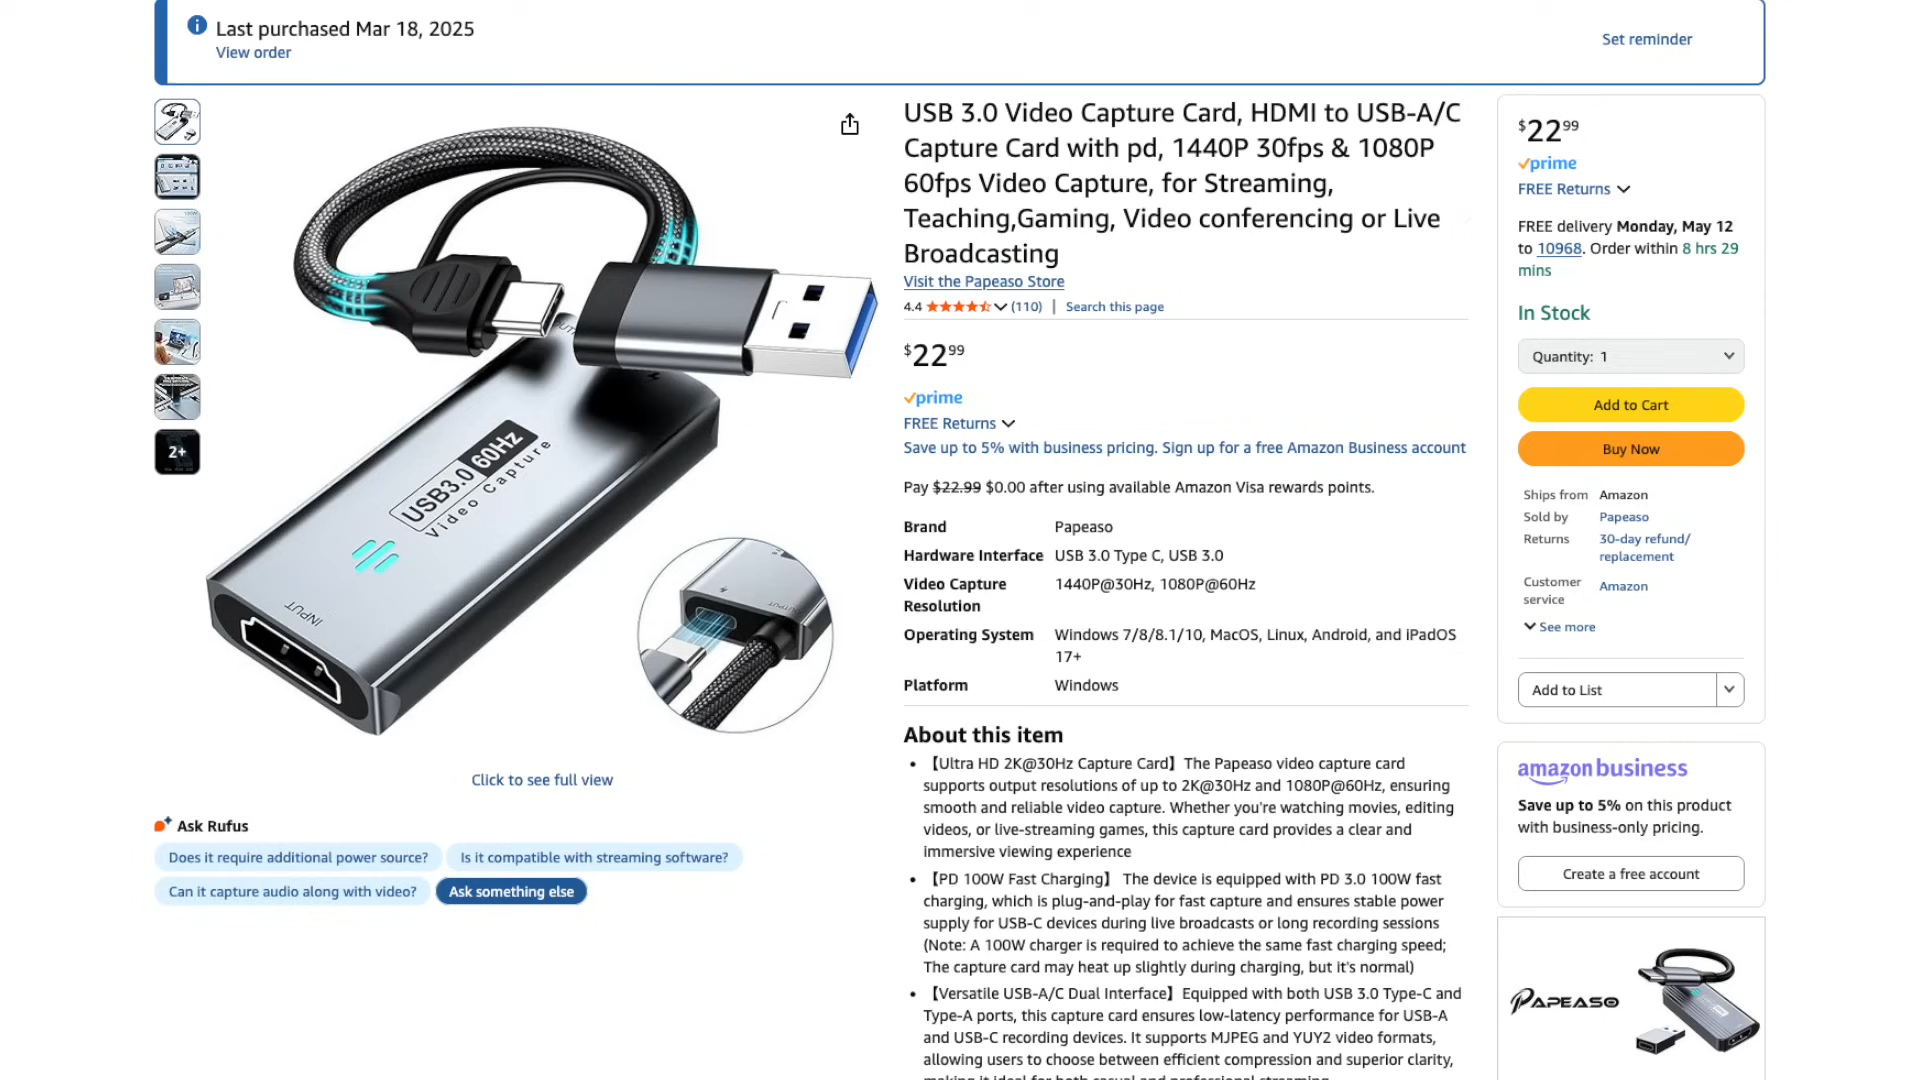 Last purchased Mar 18, 2025
View order
Set reminder
2+
USB3.0 60Hz
Video Capture
INPUT
OUTPUT
Click to see full view
Ask Rufus
Does it require additional power source?
Is it compatible with streaming software?
Can it capture audio along with video?
Ask something else
USB 3.0 Video Capture Card, HDMI to USB-A/C
Capture Card with pd, 1440P 30fps & 1080P
60fps Video Capture, for Streaming,
Teaching,Gaming, Video conferencing or Live
Broadcasting
Visit the Papeaso Store
4.4 (110) | Search this page
$22 99
prime
FREE Returns
Save up to 5% with business pricing. Sign up for a free Amazon Business account
Pay $22.99 $0.00 after using available Amazon Visa rewards points.
Brand Papeaso
Hardware Interface USB 3.0 Type C, USB 3.0
Video Capture 1440P@30Hz, 1080P@60Hz
Resolution
Operating System Windows 7/8/8.1/10, MacOS, Linux, Android, and iPadOS
17+
Platform Windows
About this item
• 【Ultra HD 2K@30Hz Capture Card】The Papeaso video capture card
supports output resolutions of up to 2K@30Hz and 1080P@60Hz, ensuring
smooth and reliable video capture. Whether you're watching movies, editing
videos, or live-streaming games, this capture card provides a clear and
immersive viewing experience
• 【PD 100W Fast Charging】 The device is equipped with PD 3.0 100W fast
charging, which is plug-and-play for fast capture and ensures stable power
supply for USB-C devices during live broadcasts or long recording sessions
(Note: A 100W charger is required to achieve the same fast charging speed;
The capture card may heat up slightly during charging, but it's normal)
• 【Versatile USB-A/C Dual Interface】Equipped with both USB 3.0 Type-C and
Type-A ports, this capture card ensures low-latency performance for USB-A
and USB-C recording devices. It supports MJPEG and YUY2 video formats,
allowing users to choose between efficient compression and superior clarity,
making it ideal for both casual and professional streaming
$22 99
prime
FREE Returns
FREE delivery Monday, May 12
to 10968. Order within 8 hrs 29
mins
In Stock
Quantity: 1
Add to Cart
Buy Now
Ships from Amazon
Sold by Papeaso
Returns 30-day refund/
replacement
Customer Amazon
service
See more
Add to List
amazon business
Save up to 5% on this product
with business-only pricing.
Create a free account
PAPEASO